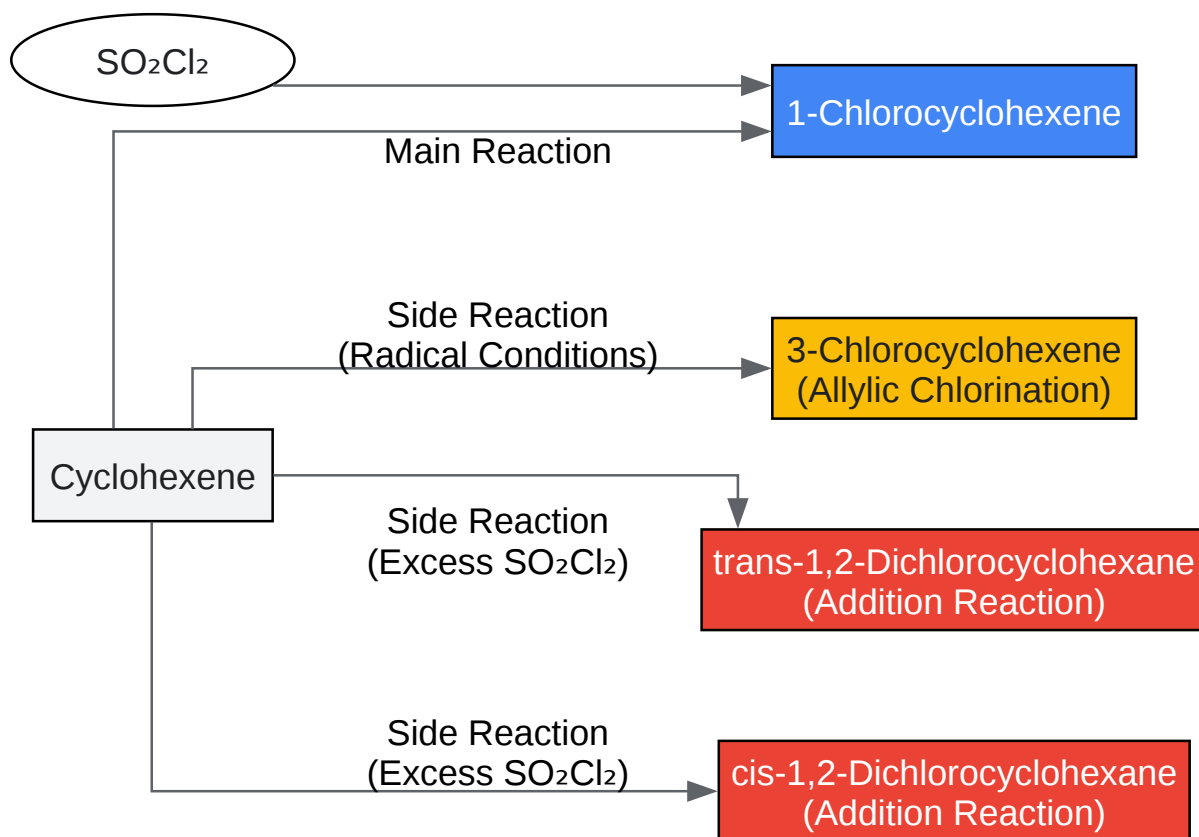 SO₂Cl₂
1-Chlorocyclohexene
Main Reaction
Side Reaction
(Radical Conditions)
3-Chlorocyclohexene
(Allylic Chlorination)
Cyclohexene
Side Reaction
(Excess SO₂Cl₂)
trans-1,2-Dichlorocyclohexane
(Addition Reaction)
Side Reaction
(Excess SO₂Cl₂)
cis-1,2-Dichlorocyclohexane
(Addition Reaction)